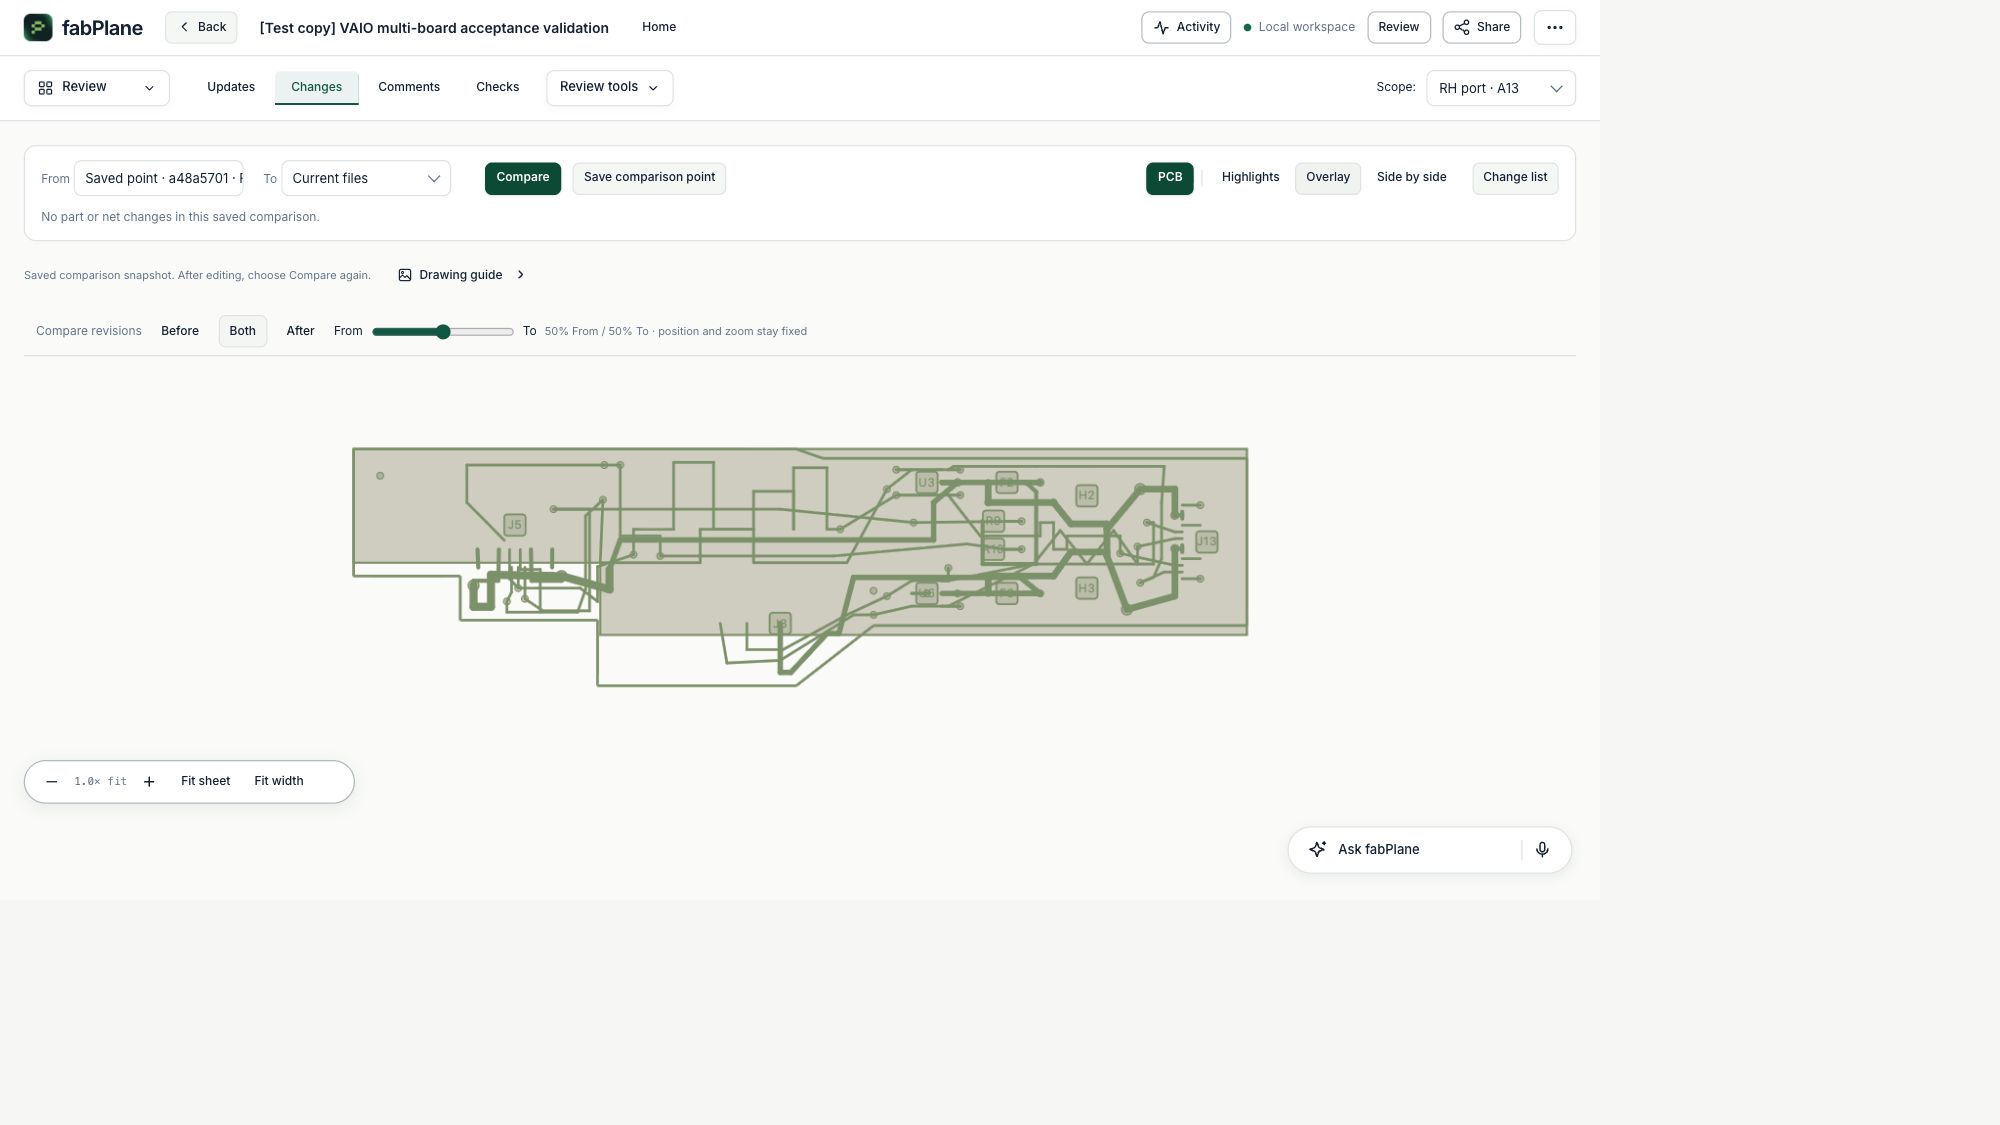 fabPlane
Back
[Test copy] VAIO multi-board acceptance validation
Home
Activity
Local workspace
Review
Share
Review
Updates
Changes
Comments
Checks
Review tools
Scope:
RH port · A13
From
Saved point · a48a5701 ·
To
Current files
Compare
Save comparison point
PCB
Highlights
Overlay
Side by side
Change list
No part or net changes in this saved comparison.
Saved comparison snapshot. After editing, choose Compare again.
Drawing guide
Compare revisions
Before
Both
After
From
To
50% From / 50% To · position and zoom stay fixed
U3
H2
J5
R9
J13
H3
1.0× fit
Fit sheet
Fit width
Ask fabPlane